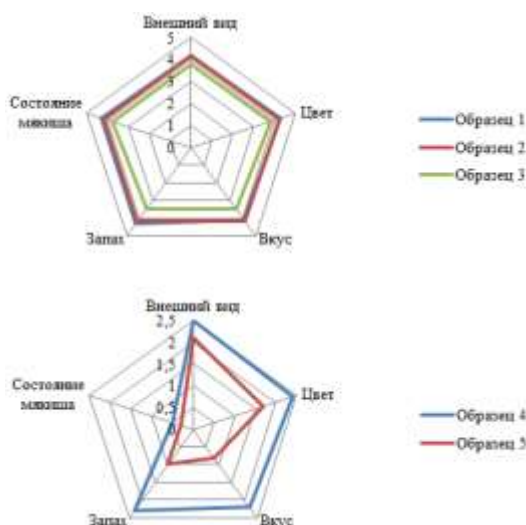 Внешний вид
5
4
3
2
1
0
Состояние
мякиша
Цвет
Запах
Вкус
Образец 1
Образец 2
Образец 3
Внешний вид
2,5
2
1,5
1
0,5
0
Состояние
мякиша
Цвет
Запах
Вкус
Образец 4
Образец 5